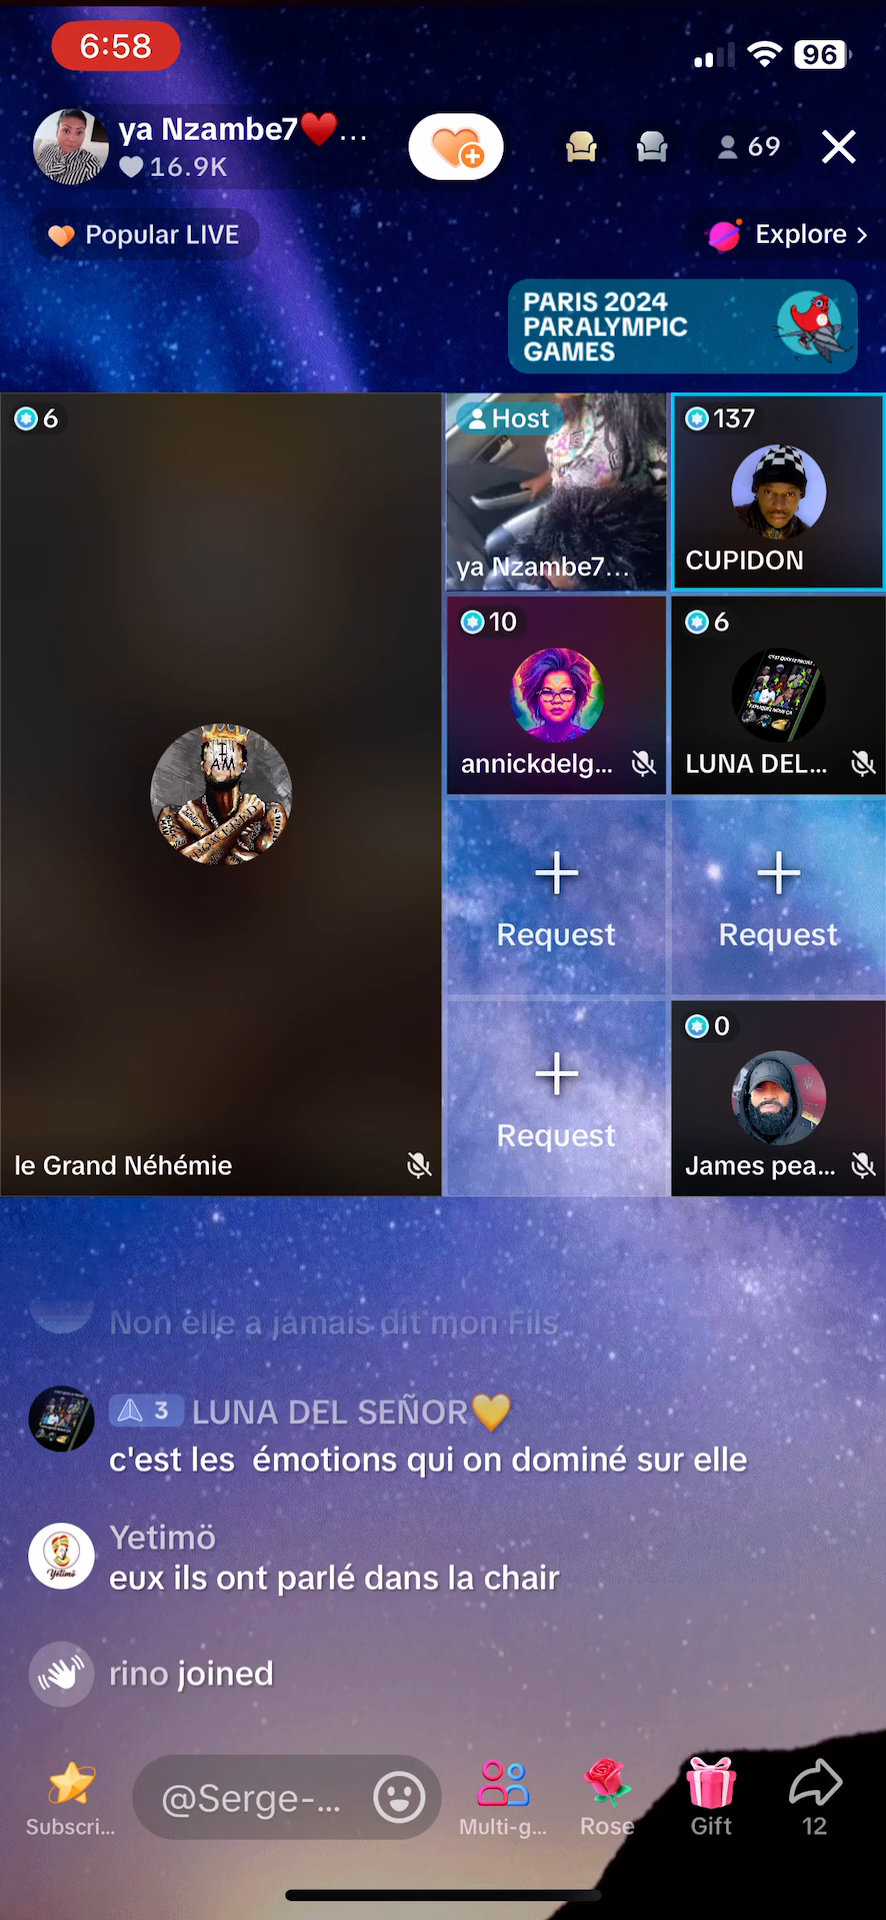 6:58
96
ya Nzambe7❤️...
16.9K
69
Popular LIVE
Explore >
PARIS 2024
PARALYMPIC
GAMES
6
Host
137
ya Nzambe7...
CUPIDON
10
6
I
AM
annickdelg...
LUNA DEL...
+
Request
+
Request
+
Request
0
le Grand Néhémie
James pea...
Non elle a jamais dit mon Fils
3 LUNA DEL SEÑOR💛
c'est les  émotions qui on dominé sur elle
Yetimö
eux ils ont parlé dans la chair
rino joined
@Serge-...
Subscri...
Multi-g...
Rose
Gift
12